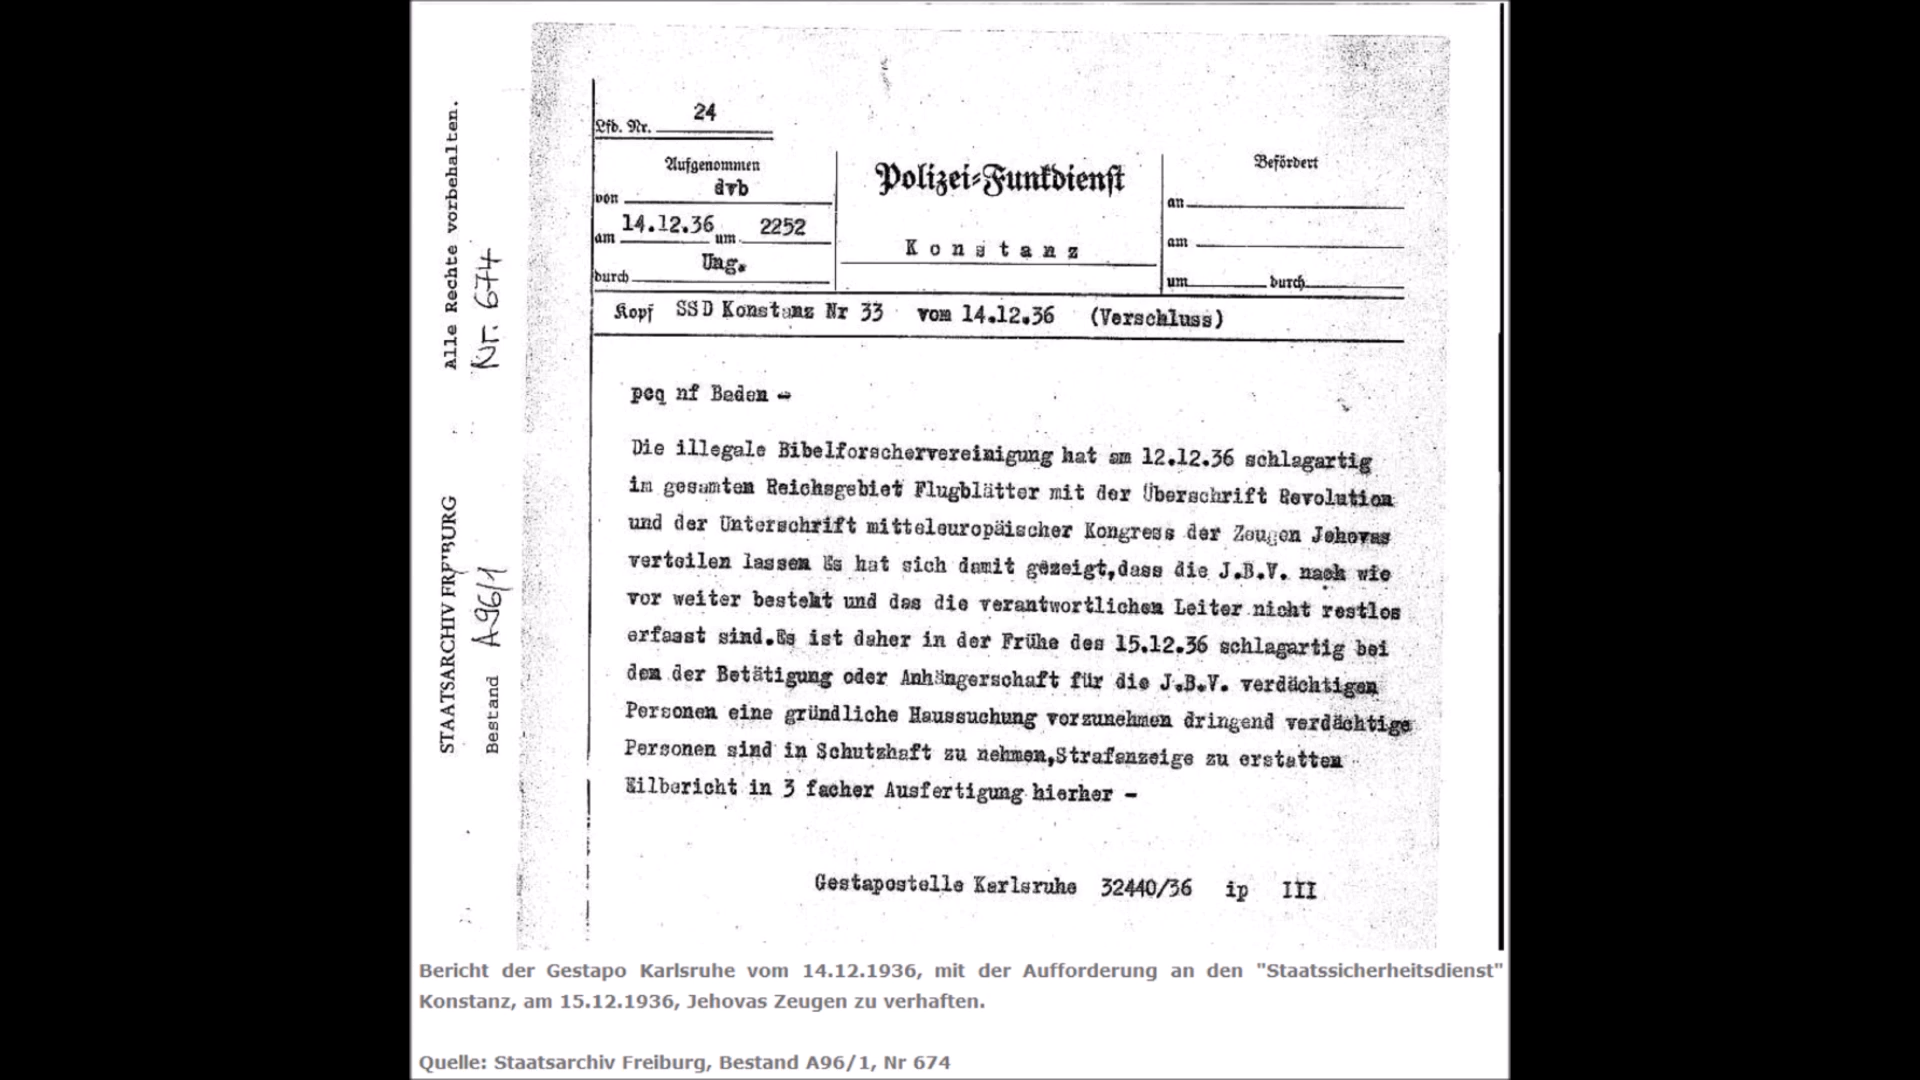 24
Lfd. Nr.
Aufgenommen
von dvb
am 14.12.36 um 2252
durch Ung.
Polizei-Funkdienst
Konstanz
Befördert
an
am
um durch
Kopf SSD Konstanz Nr 33 vom 14.12.36 (Verschluss)
pcq nf Baden -
Die illegale Bibelforschervereinigung hat am 12.12.36 schlagartig
im gesamten Reichsgebiet Flugblätter mit der Überschrift Revolution
und der Unterschrift mitteleuropäischer Kongress der Zeugen Jehovas
verteilen lassen Es hat sich damit gezeigt,dass die J.B.V. nach wie
vor weiter besteht und das die verantwortlichen Leiter nicht restlos
erfasst sind.Es ist daher in der Frühe des 15.12.36 schlagartig bei
den der Betätigung oder Anhängerschaft für die J.B.V. verdächtigen
Personen eine gründliche Haussuchung vorzunehmen dringend verdächtige
Personen sind in Schutzhaft zu nehmen,Strafanzeige zu erstatten
Eilbericht in 3 facher Ausfertigung hierher -
Gestapostelle Karlsruhe 32440/36 ip III
STAATSARCHIV FREIBURG Alle Rechte vorbehalten.
Bestand A96/1 Nr. 674
Bericht der Gestapo Karlsruhe vom 14.12.1936, mit der Aufforderung an den "Staatssicherheitsdienst"
Konstanz, am 15.12.1936, Jehovas Zeugen zu verhaften.
Quelle: Staatsarchiv Freiburg, Bestand A96/1, Nr 674